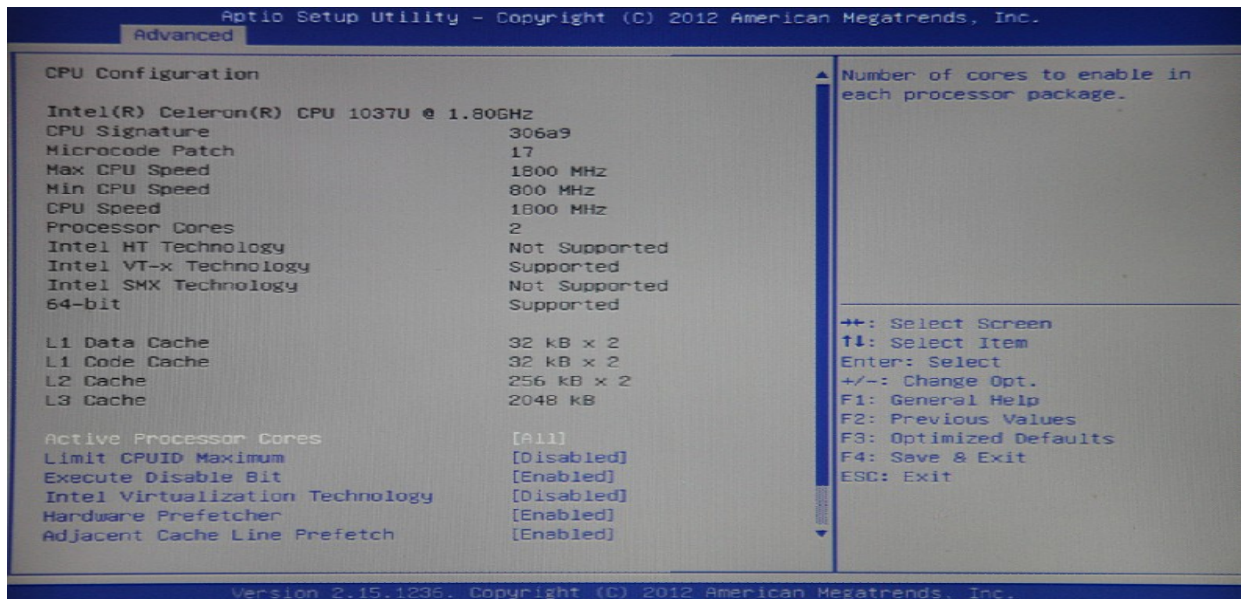 Aptio Setup Utility - Copyright (C) 2012 American Megatrends, Inc.
Advanced
CPU Configuration
Intel(R) Celeron(R) CPU 1037U @ 1.80GHz
CPU Signature 306a9
Microcode Patch 17
Max CPU Speed 1800 MHz
Min CPU Speed 800 MHz
CPU Speed 1800 MHz
Processor Cores 2
Intel HT Technology Not Supported
Intel VT-x Technology Supported
Intel SMX Technology Not Supported
64-bit Supported
L1 Data Cache 32 kB x 2
L1 Code Cache 32 kB x 2
L2 Cache 256 kB x 2
L3 Cache 2048 kB
Active Processor Cores [All]
Limit CPUID Maximum [Disabled]
Execute Disable Bit [Enabled]
Intel Virtualization Technology [Disabled]
Hardware Prefetcher [Enabled]
Adjacent Cache Line Prefetch [Enabled]
Number of cores to enable in
each processor package.
→←: Select Screen
↑↓: Select Item
Enter: Select
+/-: Change Opt.
F1: General Help
F2: Previous Values
F3: Optimized Defaults
F4: Save & Exit
ESC: Exit
Version 2.15.1236. Copyright (C) 2012 American Megatrends, Inc.